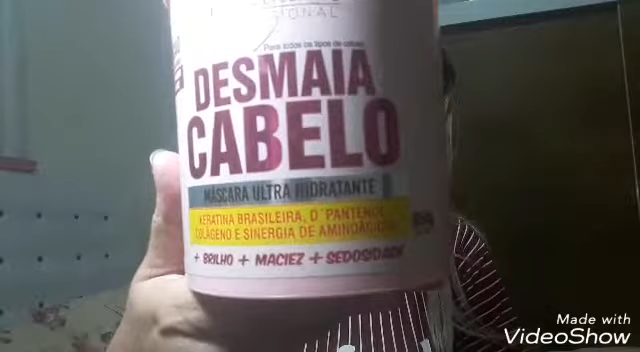 Para todos os tipos de cabelo
DESMAIA
CABELO
MÁSCARA ULTRA HIDRATANTE
KERATINA BRASILEIRA, D'PANTENOL
COLÁGENO E SINERGIA DE AMINOÁCIDOS
+ BRILHO + MACIEZ + SEDOSIDADE
Made with
VideoShow